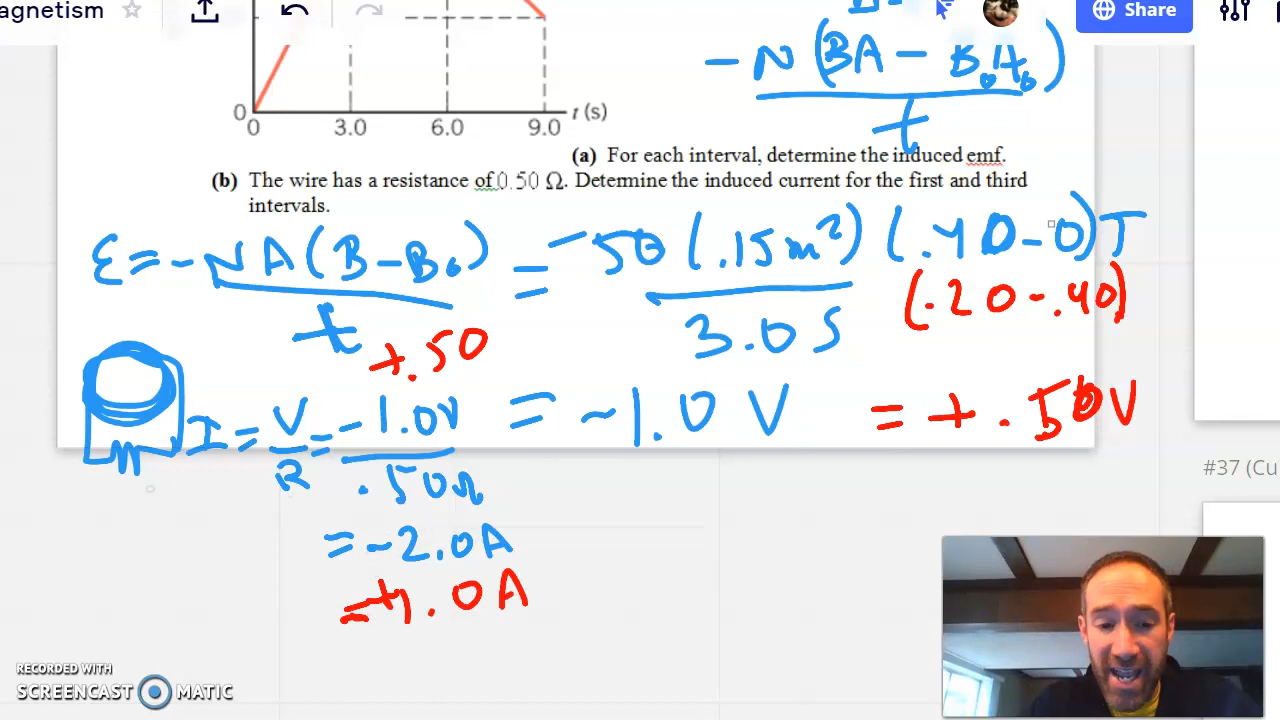 agnetism
Share
- N (BA - B₀A₀)
t
0
0 3.0 6.0 9.0 t (s)
(a) For each interval, determine the induced emf.
(b) The wire has a resistance of 0.50 Ω. Determine the induced current for the first and third
intervals.
ε = -NA(B-B₀) = -50 (.15m²) (.40-0)T
t
3.0S
(.20-.40)
+.50
I = V = -1.0V
R .50Ω
= -1.0 V
= +.50V
= -2.0A
=+1.0A
#37 (Cu
RECORDED WITH
SCREENCAST MATIC